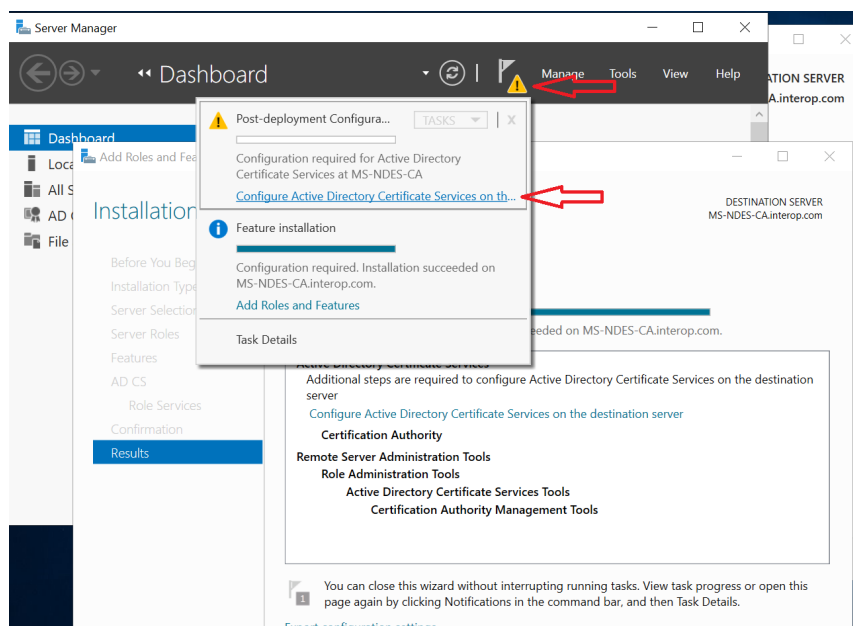 Server Manager
Dashboard
Manage Tools View Help
ATION SERVER
A.interop.com
Post-deployment Configura... TASKS X
Configuration required for Active Directory
Certificate Services at MS-NDES-CA
Configure Active Directory Certificate Services on th...
Feature installation
Configuration required. Installation succeeded on
MS-NDES-CA.interop.com.
Add Roles and Features
Task Details
Dashboard
Loca
All S
AD
File
Add Roles and Fea
Installation
DESTINATION SERVER
MS-NDES-CA.interop.com
Before You Beg
Installation Type
Server Selection
Server Roles
Features
AD CS
Role Services
Confirmation
Results
eeded on MS-NDES-CA.interop.com.
Active Directory Certificate Services
Additional steps are required to configure Active Directory Certificate Services on the destination
server
Configure Active Directory Certificate Services on the destination server
Certification Authority
Remote Server Administration Tools
Role Administration Tools
Active Directory Certificate Services Tools
Certification Authority Management Tools
1
You can close this wizard without interrupting running tasks. View task progress or open this
page again by clicking Notifications in the command bar, and then Task Details.
Export configuration settings